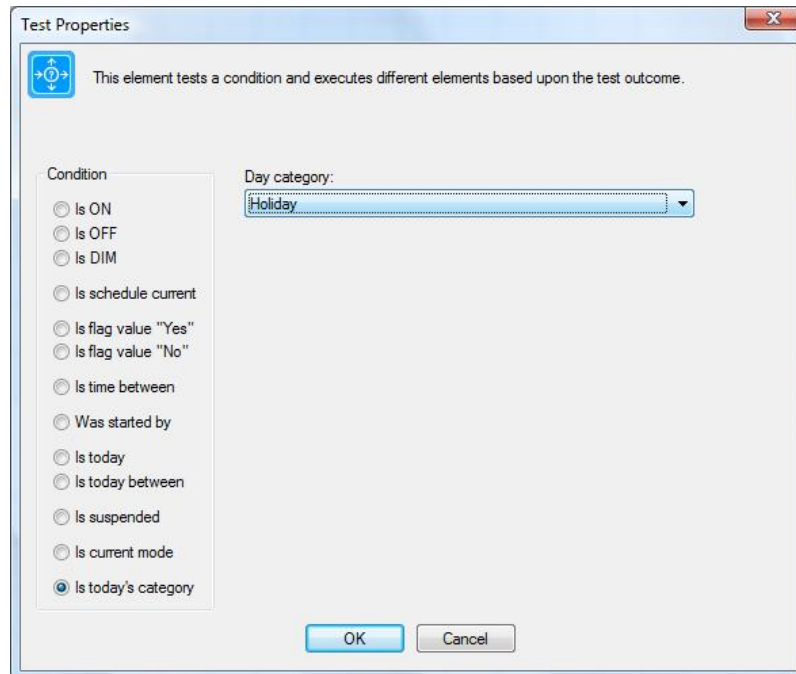 Test Properties
This element tests a condition and executes different elements based upon the test outcome.
Condition
Is ON
Is OFF
Is DIM
Is schedule current
Is flag value "Yes"
Is flag value "No"
Is time between
Was started by
Is today
Is today between
Is suspended
Is current mode
Is today's category
Day category:
Holiday
OK
Cancel